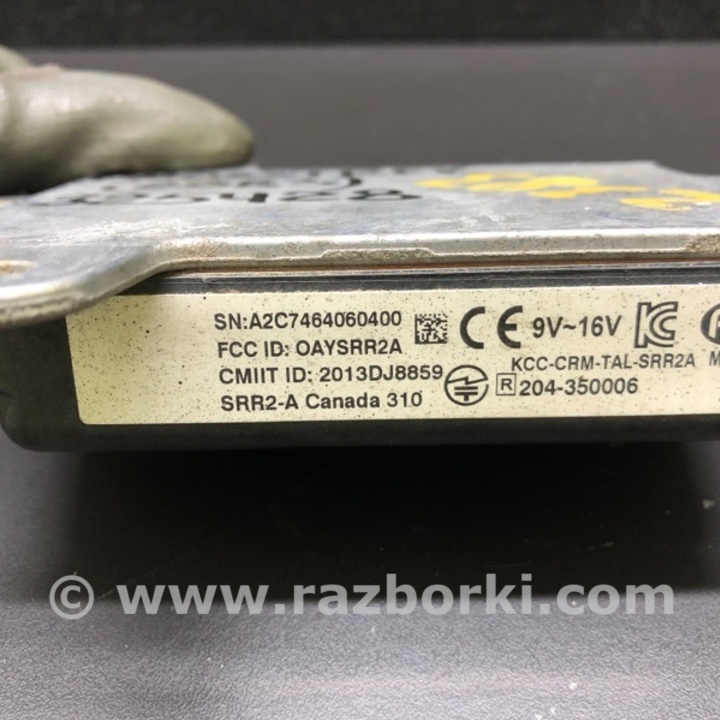 35428
SN:A2C7464060400
CE 9V~16V
FCC ID: OAYSRR2A
KCC-CRM-TAL-SRR2A
CMIIT ID: 2013DJ8859
R 204-350006
SRR2-A Canada 310
© www.razborki.com